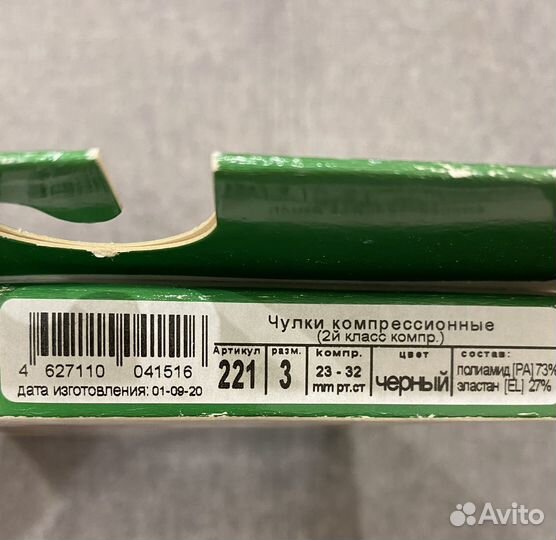 Чулки компрессионные
(2й класс компр.)
4 627110 041516
дата изготовления: 01-09-20
Артикул
221
разм.
3
компр.
23 - 32
mm рт.ст
цвет
черный
состав:
полиамид [PA] 73%
эластан [EL] 27%
Avito